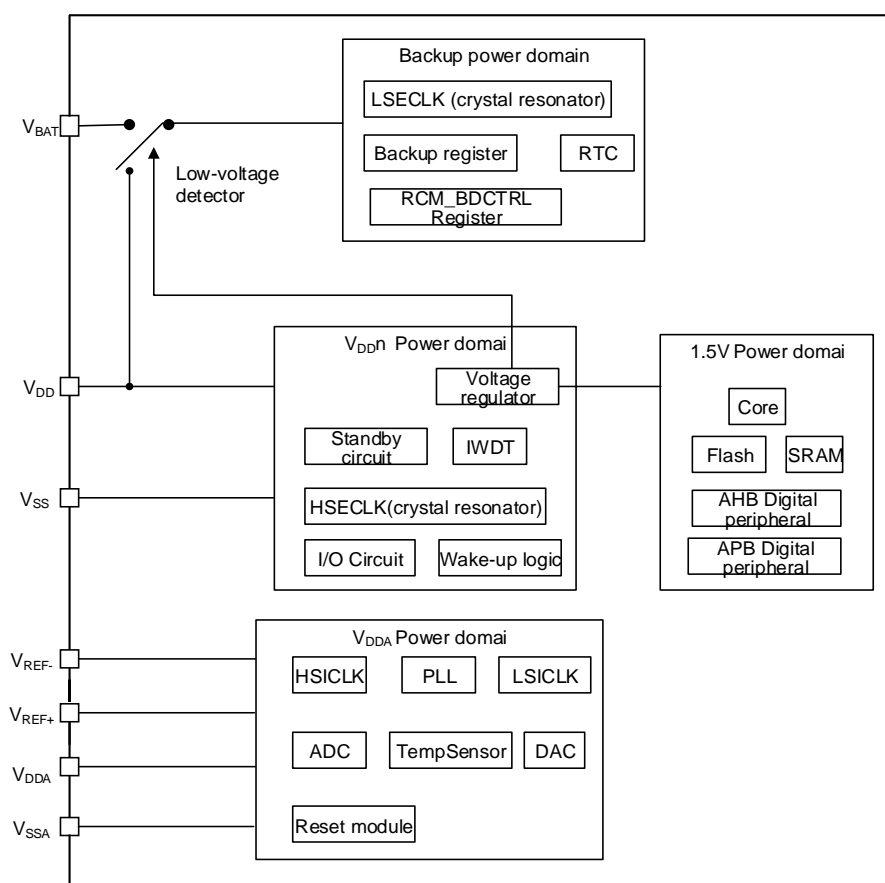 Backup power domain
LSECLK (crystal resonator)
Backup register
RTC
RCM_BDCTRL
Register
VBAT
Low-voltage
detector
VDDn Power domai
Voltage
regulator
VDD
Standby
circuit
IWDT
HSECLK(crystal resonator)
I/O Circuit
Wake-up logic
VSS
1.5V Power domai
Core
Flash
SRAM
AHB Digital
peripheral
APB Digital
peripheral
VDDA Power domai
HSICLK
PLL
LSICLK
ADC
TempSensor
DAC
Reset module
VREF-
VREF+
VDDA
VSSA